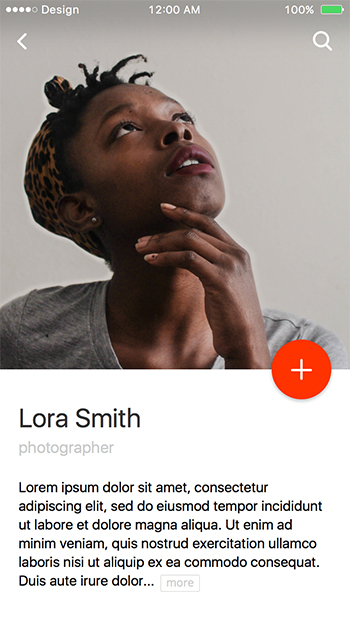 Design 12:00 AM 100%
Lora Smith
photographer
Lorem ipsum dolor sit amet, consectetur
adipiscing elit, sed do eiusmod tempor incididunt
ut labore et dolore magna aliqua. Ut enim ad
minim veniam, quis nostrud exercitation ullamco
laboris nisi ut aliquip ex ea commodo consequat.
Duis aute irure dolor... more